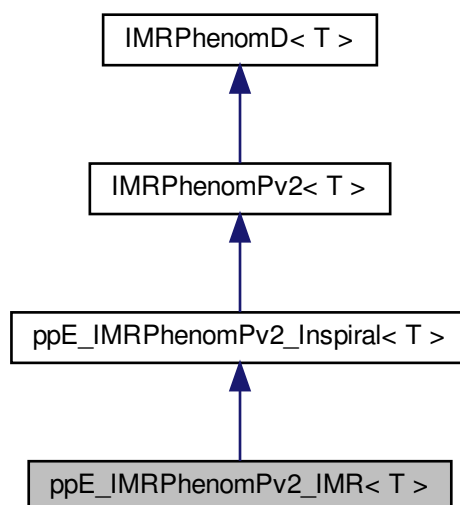 IMRPhenomD< T >
IMRPhenomPv2< T >
ppE_IMRPhenomPv2_Inspiral< T >
ppE_IMRPhenomPv2_IMR< T >